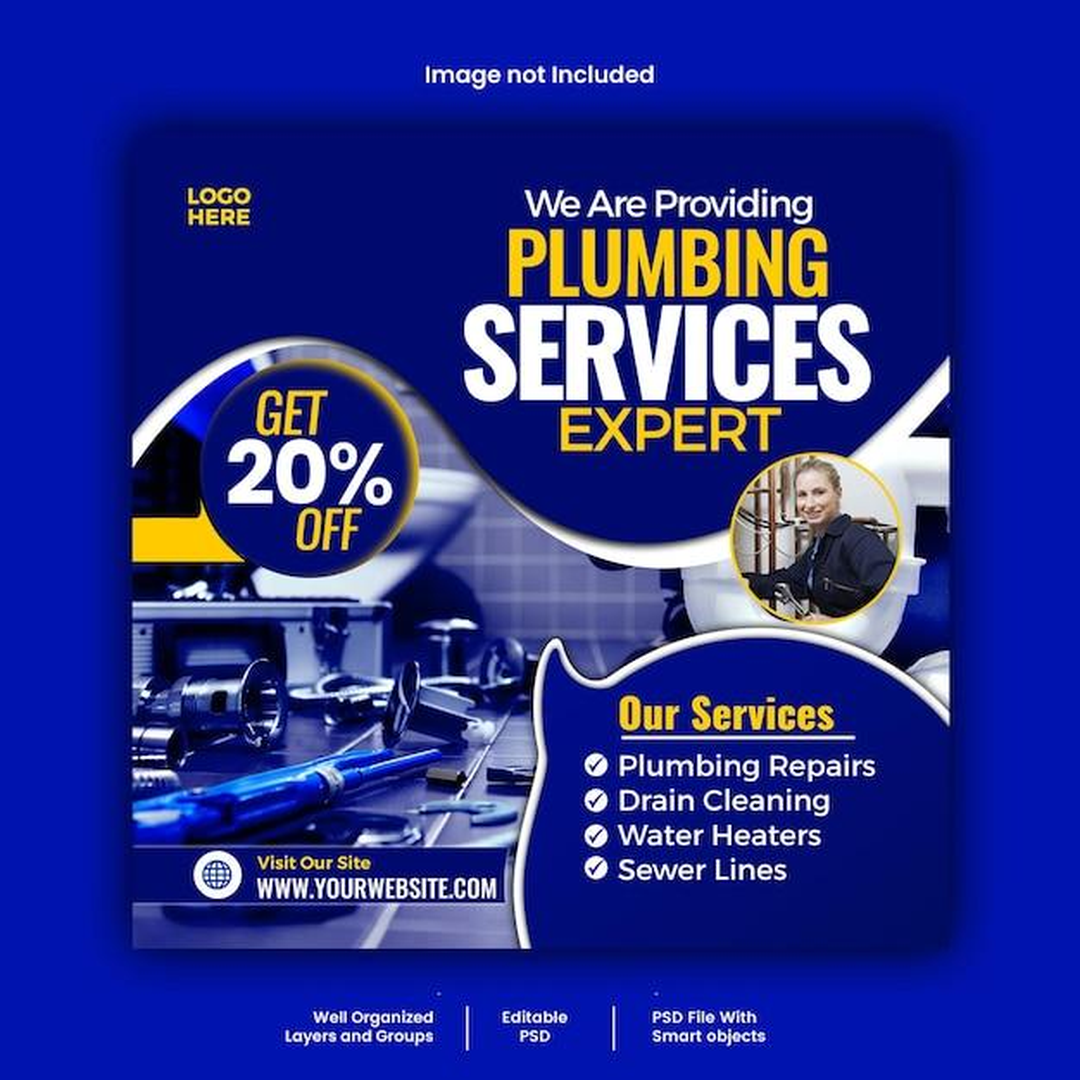 Image not Included
LOGO
HERE
We Are Providing
PLUMBING
SERVICES
EXPERT
GET
20%
OFF
Our Services
Plumbing Repairs
Drain Cleaning
Water Heaters
Sewer Lines
Visit Our Site
WWW.YOURWEBSITE.COM
Well Organized
Layers and Groups
Editable
PSD
PSD File With
Smart objects